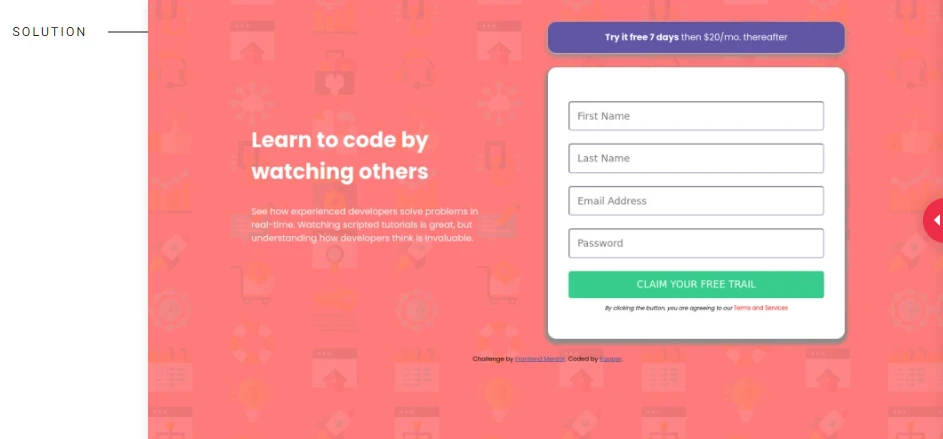 SOLUTION
Try it free 7 days then $20/mo. thereafter
Learn to code by
watching others
See how experienced developers solve problems in
real-time. Watching scripted tutorials is great, but
understanding how developers think is invaluable.
First Name
Last Name
Email Address
Password
CLAIM YOUR FREE TRAIL
By clicking the button, you are agreeing to our Terms and Services
Challenge by Frontend Mentor. Coded by